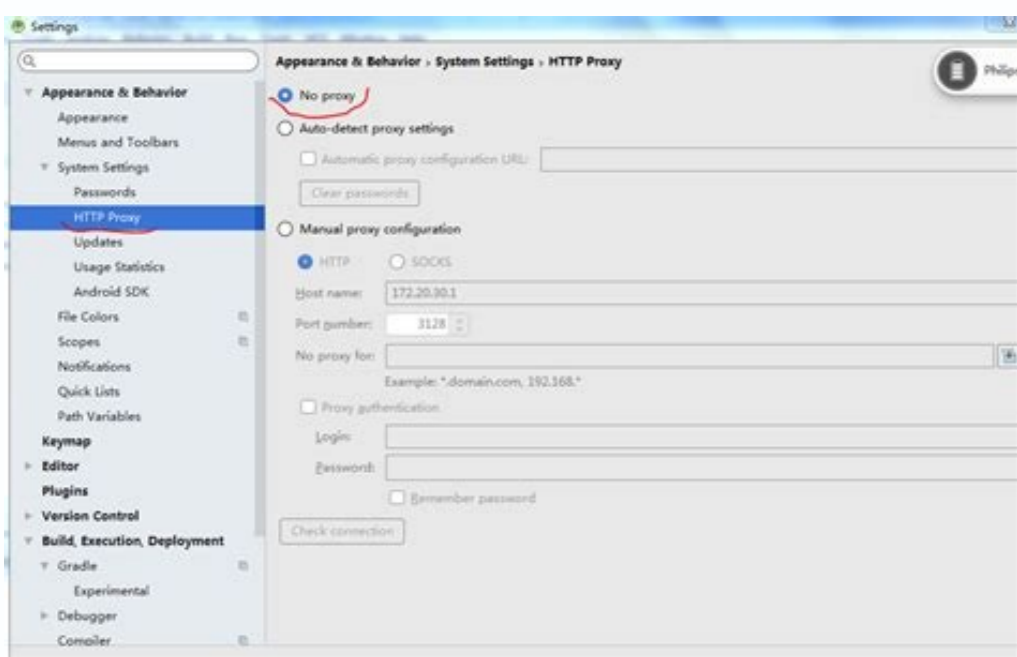 Settings
Appearance & Behavior › System Settings › HTTP Proxy
Appearance & Behavior
Appearance
Menus and Toolbars
System Settings
Passwords
HTTP Proxy
Updates
Usage Statistics
Android SDK
File Colors
Scopes
Notifications
Quick Lists
Path Variables
Keymap
Editor
Plugins
Version Control
Build, Execution, Deployment
Gradle
Experimental
Debugger
Compiler
No proxy
Auto-detect proxy settings
Automatic proxy configuration URL:
Clear passwords
Manual proxy configuration
HTTP
SOCKS
Host name:
172.20.30.1
Port number:
3128
No proxy for:
Example: *.domain.com, 192.168.*
Proxy authentication
Login:
Password:
Remember password
Check connection